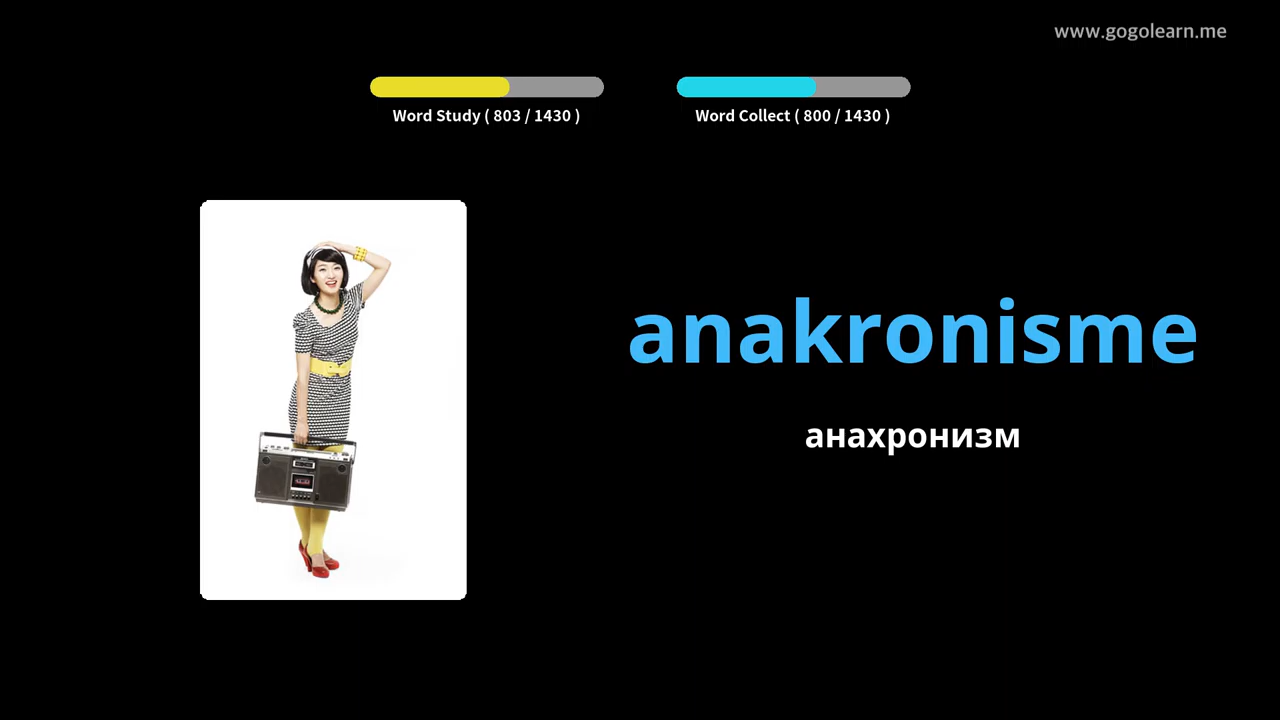 www.gogolearn.me
Word Study ( 803 / 1430 )
Word Collect ( 800 / 1430 )
anakronisme
анахронизм